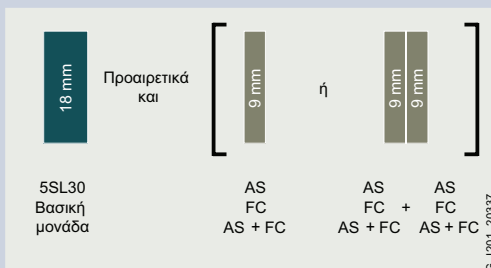 18 mm
Προαιρετικά
και
9 mm
ή
9 mm
9 mm
5SL30
Βασική
μονάδα
AS
FC
AS + FC
AS AS
FC + FC
AS + FC AS + FC